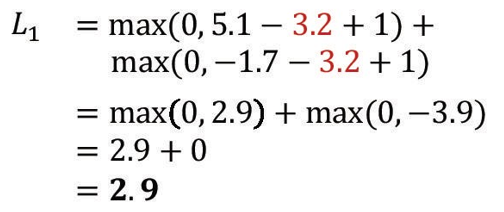 L₁ = max(0, 5.1 − 3.2 + 1) +
max(0, −1.7 − 3.2 + 1)
= max(0, 2.9) + max(0, −3.9)
= 2.9 + 0
= 2.9